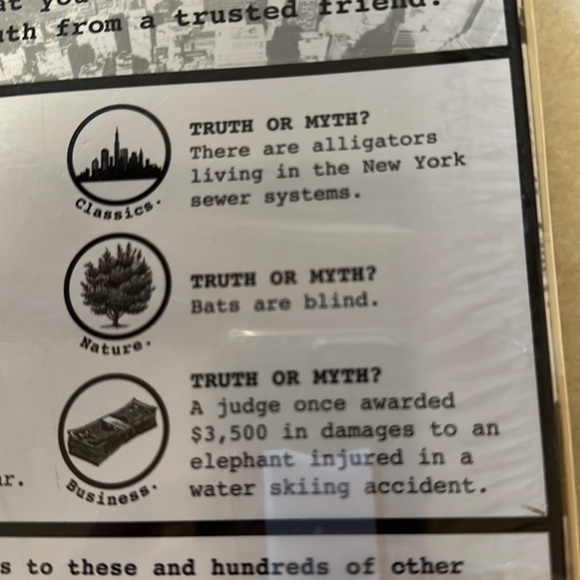 at you
th from a trusted friend.
TRUTH OR MYTH?
There are alligators
living in the New York
sewer systems.
Classics.
TRUTH OR MYTH?
Bats are blind.
Nature.
TRUTH OR MYTH?
A judge once awarded
$3,500 in damages to an
elephant injured in a
water skiing accident.
Business.
r.
s to these and hundreds of other